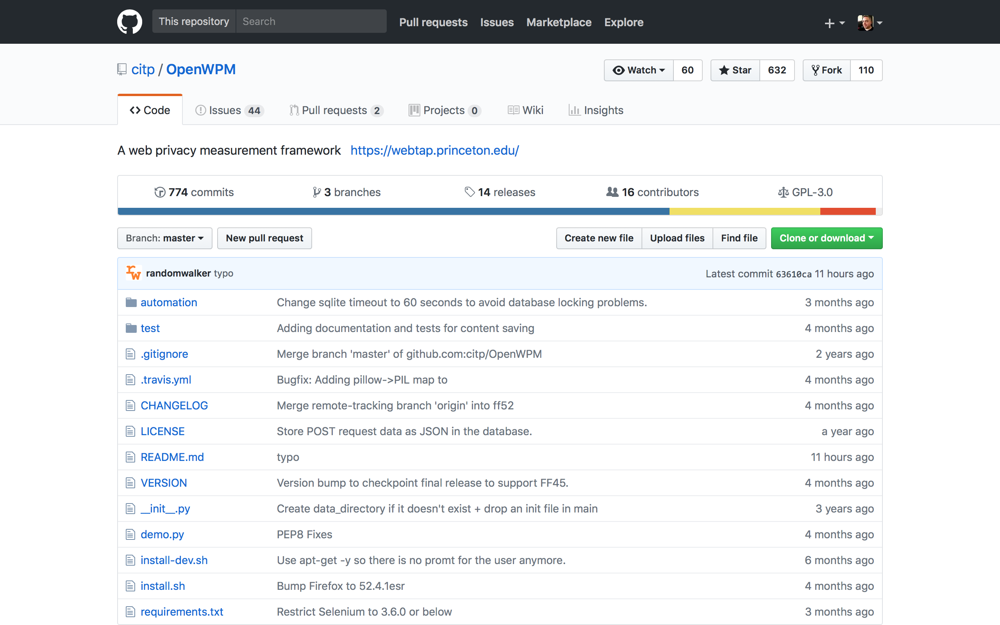 This repository Search Pull requests Issues Marketplace Explore
citp / OpenWPM Watch 60 Star 632 Fork 110
Code Issues 44 Pull requests 2 Projects 0 Wiki Insights
A web privacy measurement framework https://webtap.princeton.edu/
774 commits 3 branches 14 releases 16 contributors GPL-3.0
Branch: master New pull request Create new file Upload files Find file Clone or download
rw randomwalker typo Latest commit 63610ca 11 hours ago
automation Change sqlite timeout to 60 seconds to avoid database locking problems. 3 months ago
test Adding documentation and tests for content saving 4 months ago
.gitignore Merge branch 'master' of github.com:citp/OpenWPM 2 years ago
.travis.yml Bugfix: Adding pillow->PIL map to 4 months ago
CHANGELOG Merge remote-tracking branch 'origin' into ff52 4 months ago
LICENSE Store POST request data as JSON in the database. a year ago
README.md typo 11 hours ago
VERSION Version bump to checkpoint final release to support FF45. 4 months ago
__init__.py Create data_directory if it doesn't exist + drop an init file in main 3 years ago
demo.py PEP8 Fixes 4 months ago
install-dev.sh Use apt-get -y so there is no promt for the user anymore. 6 months ago
install.sh Bump Firefox to 52.4.1esr 4 months ago
requirements.txt Restrict Selenium to 3.6.0 or below 3 months ago